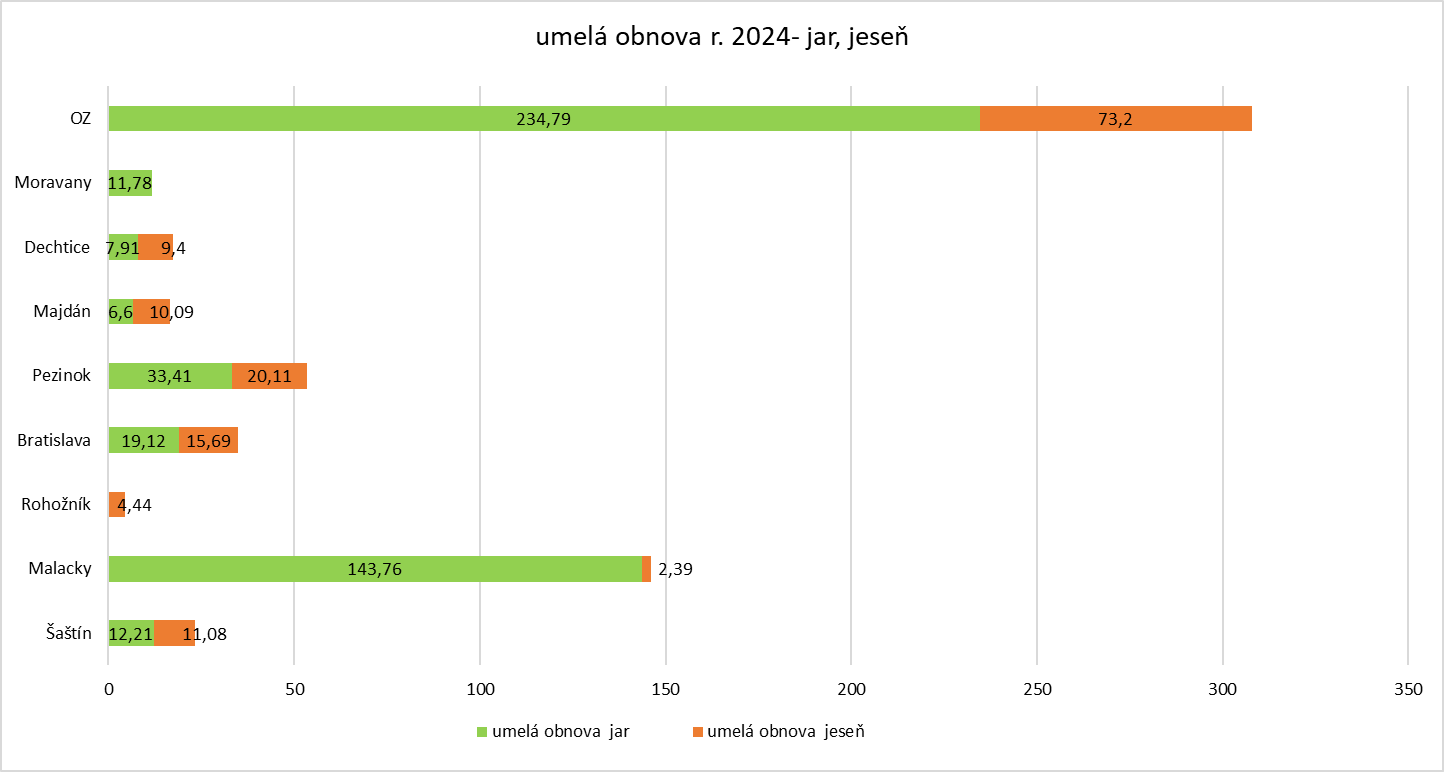 umelá obnova r. 2024- jar, jeseň
OZ 234,79 73,2
Moravany 11,78
Dechtice 7,91 9,4
Majdán 6,6 10,09
Pezinok 33,41 20,11
Bratislava 19,12 15,69
Rohožník 4,44
Malacky 143,76 2,39
Šaštín 12,21 11,08
0 50 100 150 200 250 300 350
umelá obnova jar umelá obnova jeseň